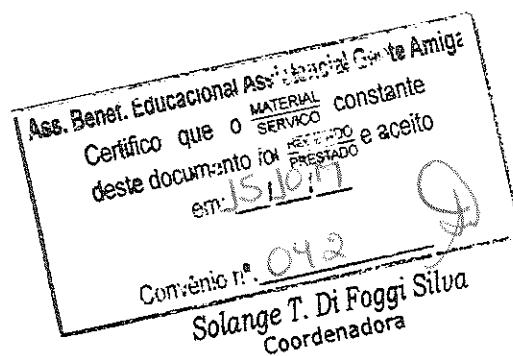 Ass. Benef. Educacional Assistencial Gente Amiga
Certifico que o MATERIAL constante
SERVICO
deste documento foi RECEBIDO e aceito
PRESTADO
em: 15/10/17
Convênio nº. 042
Solange T. Di Foggi Silva
Coordenadora